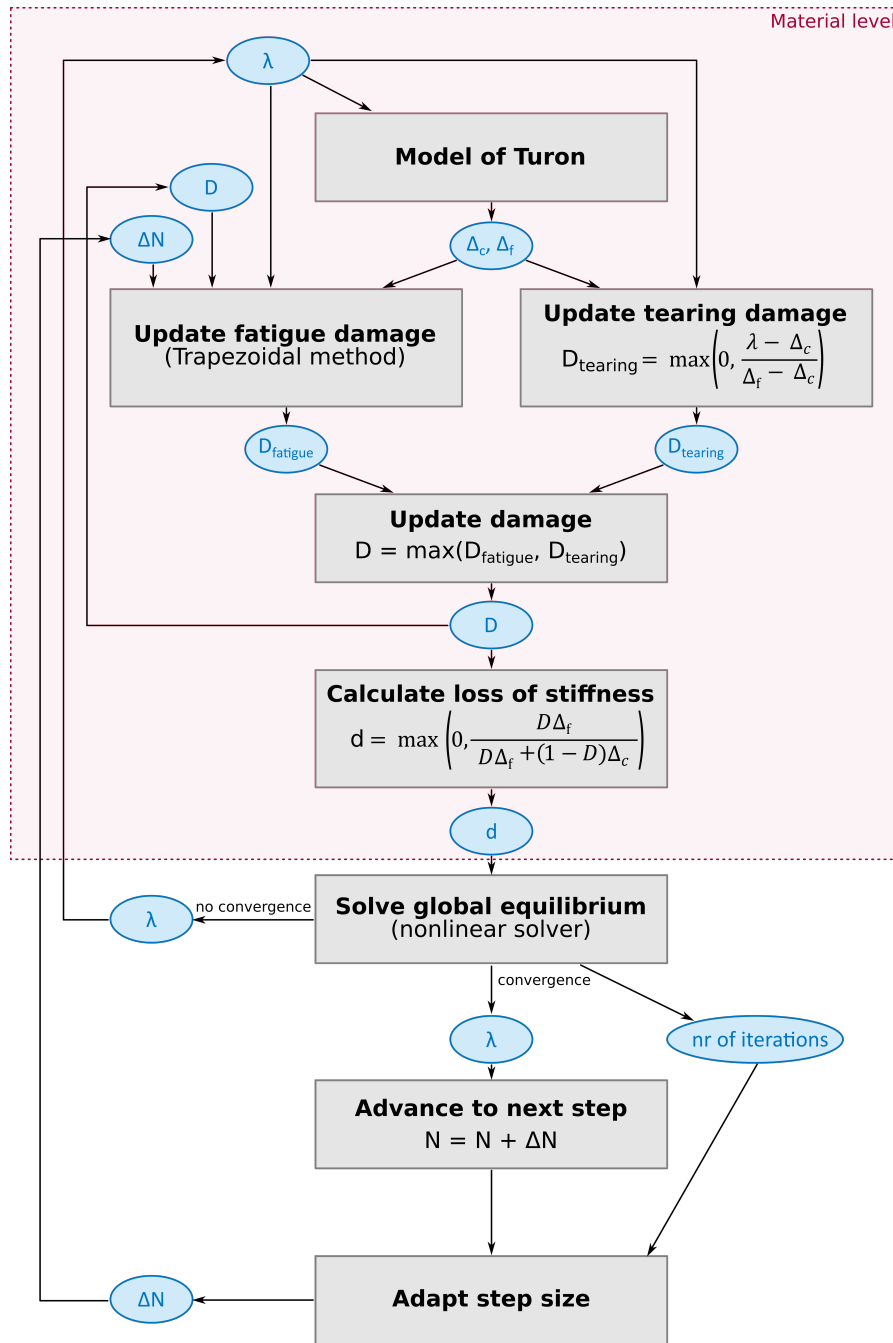 Material level
λ
Model of Turon
D
ΔN
Δc, Δf
Update fatigue damage
(Trapezoidal method)
Update tearing damage
Dtearing = max(0, (λ − Δc)/(Δf − Δc))
Dfatigue
Dtearing
Update damage
D = max(Dfatigue, Dtearing)
D
Calculate loss of stiffness
d = max(0, DΔf/(DΔf +(1 − D)Δc))
d
λ
no convergence
Solve global equilibrium
(nonlinear solver)
convergence
λ
nr of iterations
Advance to next step
N = N + ΔN
ΔN
Adapt step size